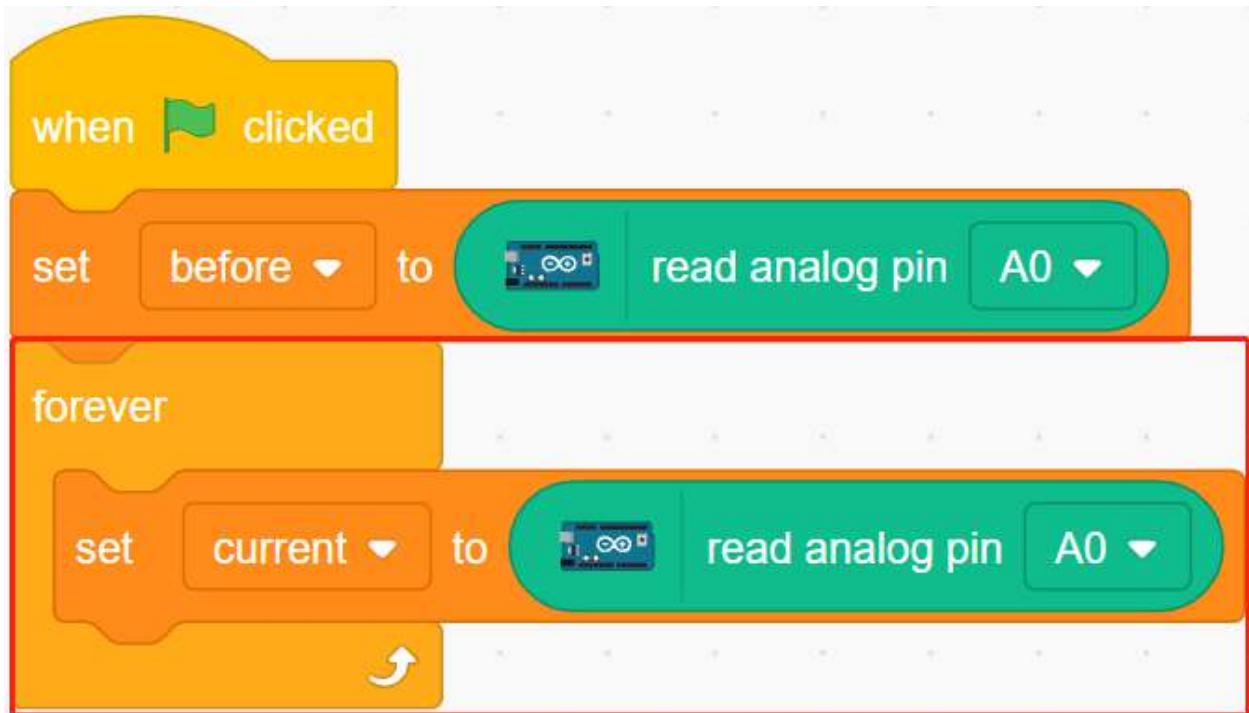 when clicked
set before to read analog pin A0
forever
set current to read analog pin A0